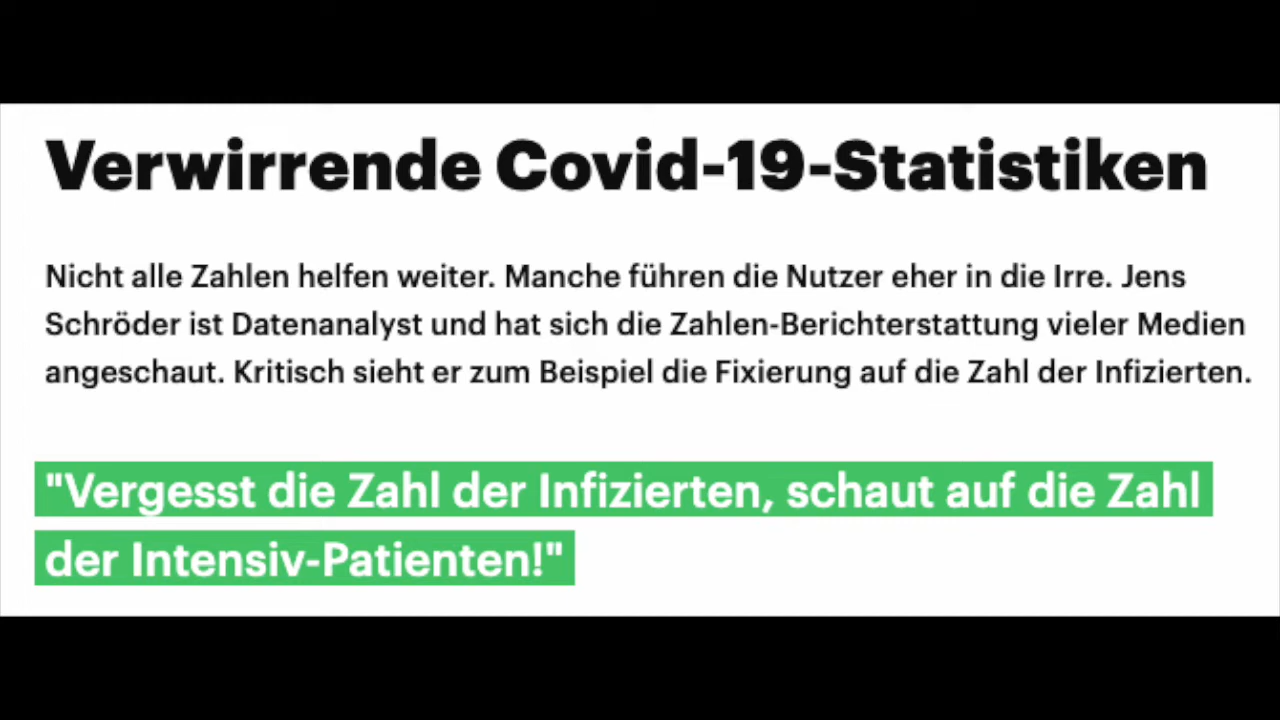 Verwirrende Covid-19-Statistiken
Nicht alle Zahlen helfen weiter. Manche führen die Nutzer eher in die Irre. Jens
Schröder ist Datenanalyst und hat sich die Zahlen-Berichterstattung vieler Medien
angeschaut. Kritisch sieht er zum Beispiel die Fixierung auf die Zahl der Infizierten.
"Vergesst die Zahl der Infizierten, schaut auf die Zahl
der Intensiv-Patienten!"